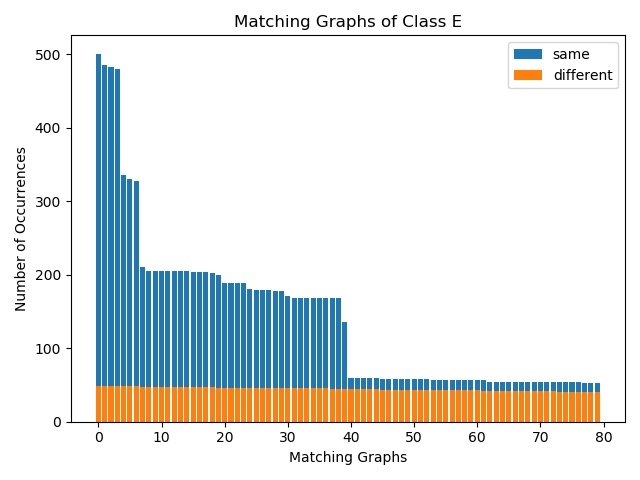 Matching Graphs of Class E
same
different
Number of Occurrences
500
400
300
200
100
0
0 10 20 30 40 50 60 70 80
Matching Graphs